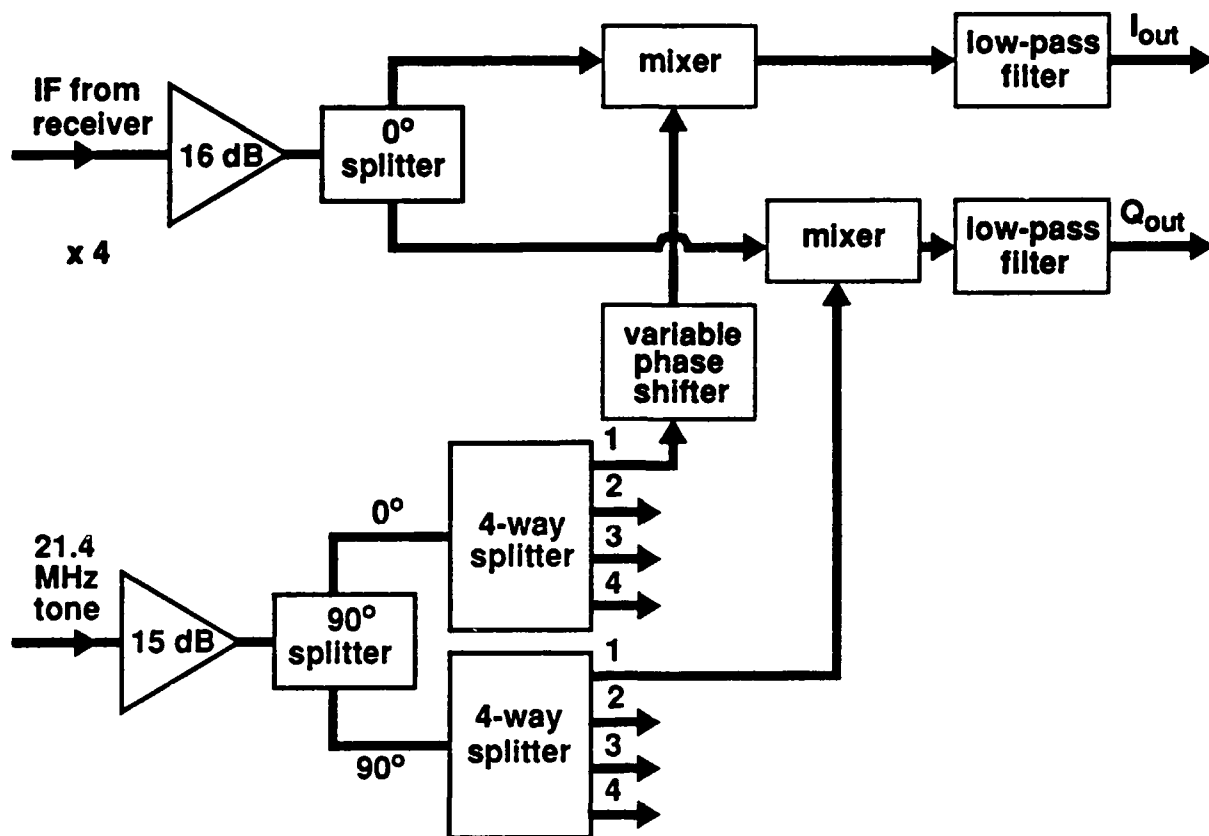 IF from
receiver
16 dB
x 4
0°
splitter
mixer
low-pass
filter
I out
mixer
low-pass
filter
Q out
variable
phase
shifter
21.4
MHz
tone
15 dB
90°
splitter
0°
90°
4-way
splitter
1
2
3
4
4-way
splitter
1
2
3
4